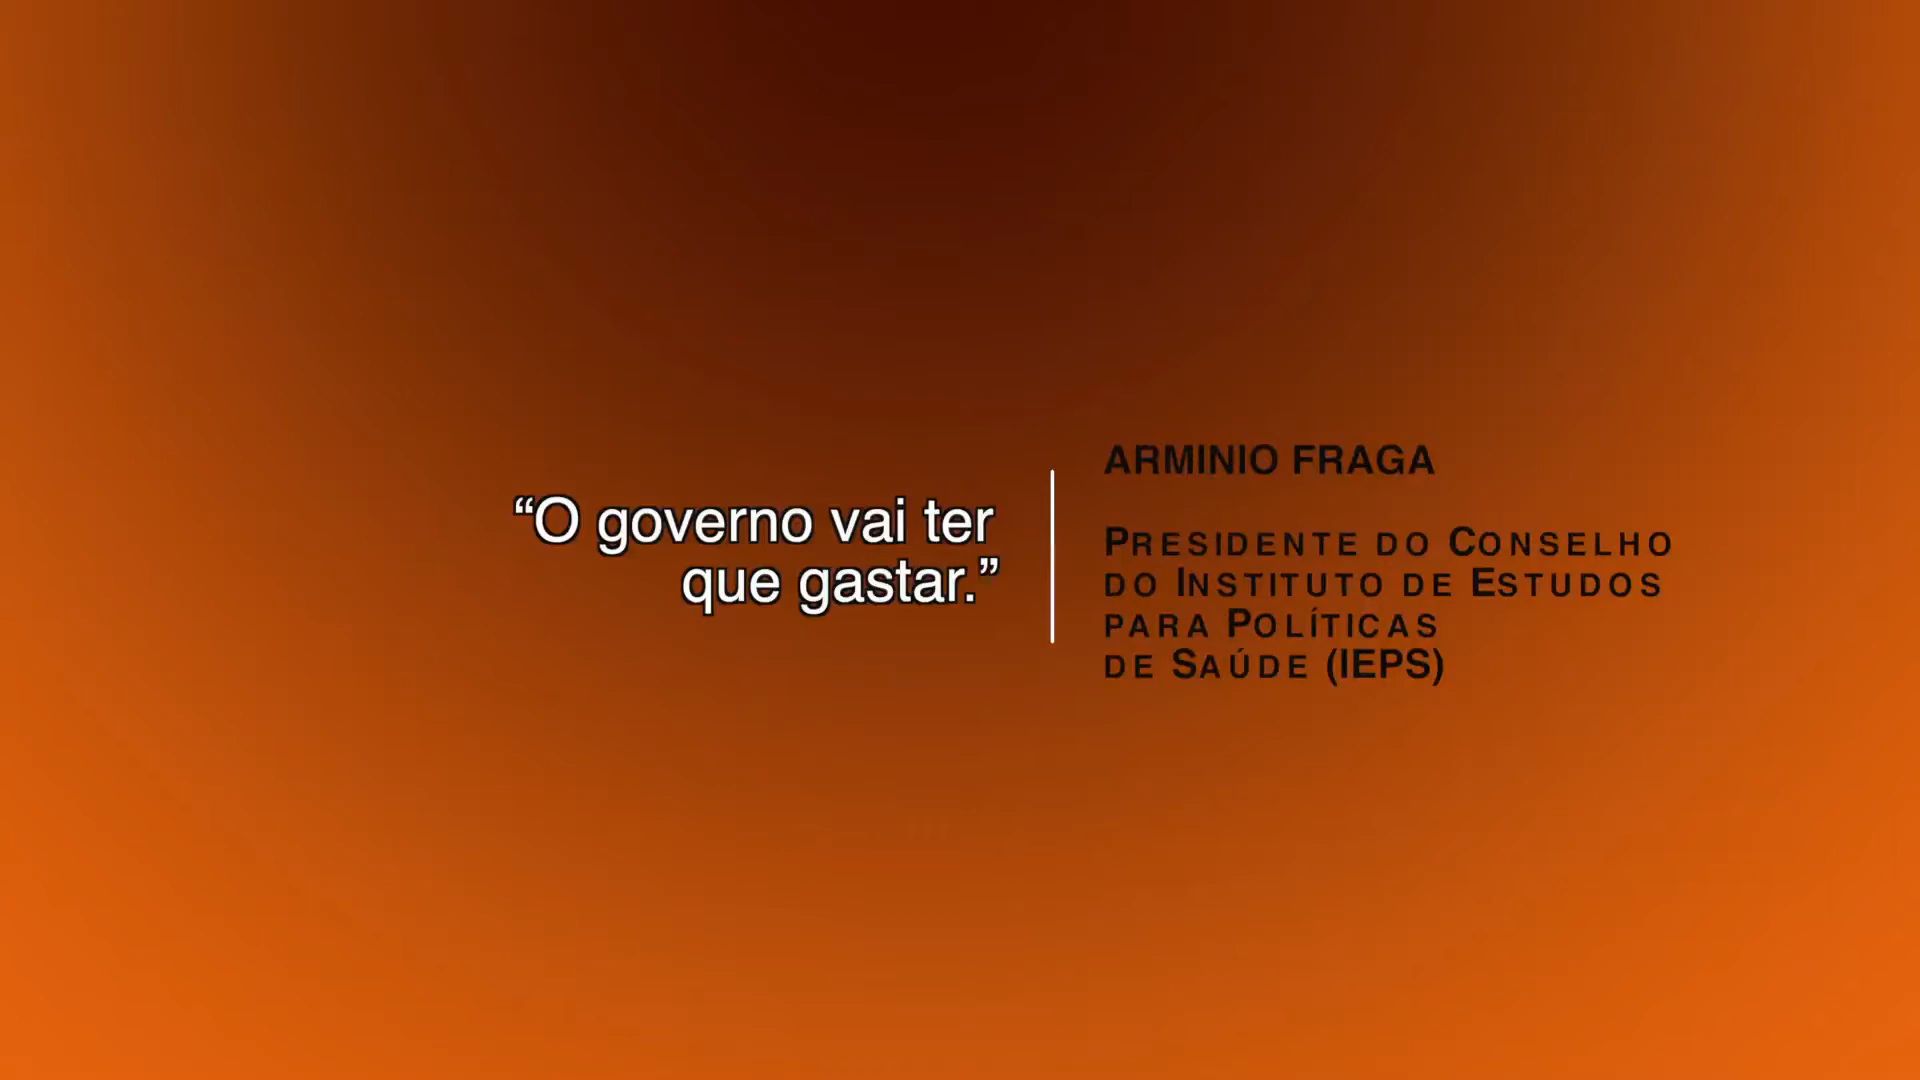 “O governo vai ter
que gastar.”
ARMINIO FRAGA
PRESIDENTE DO CONSELHO
DO INSTITUTO DE ESTUDOS
PARA POLÍTICAS
DE SAÚDE (IEPS)